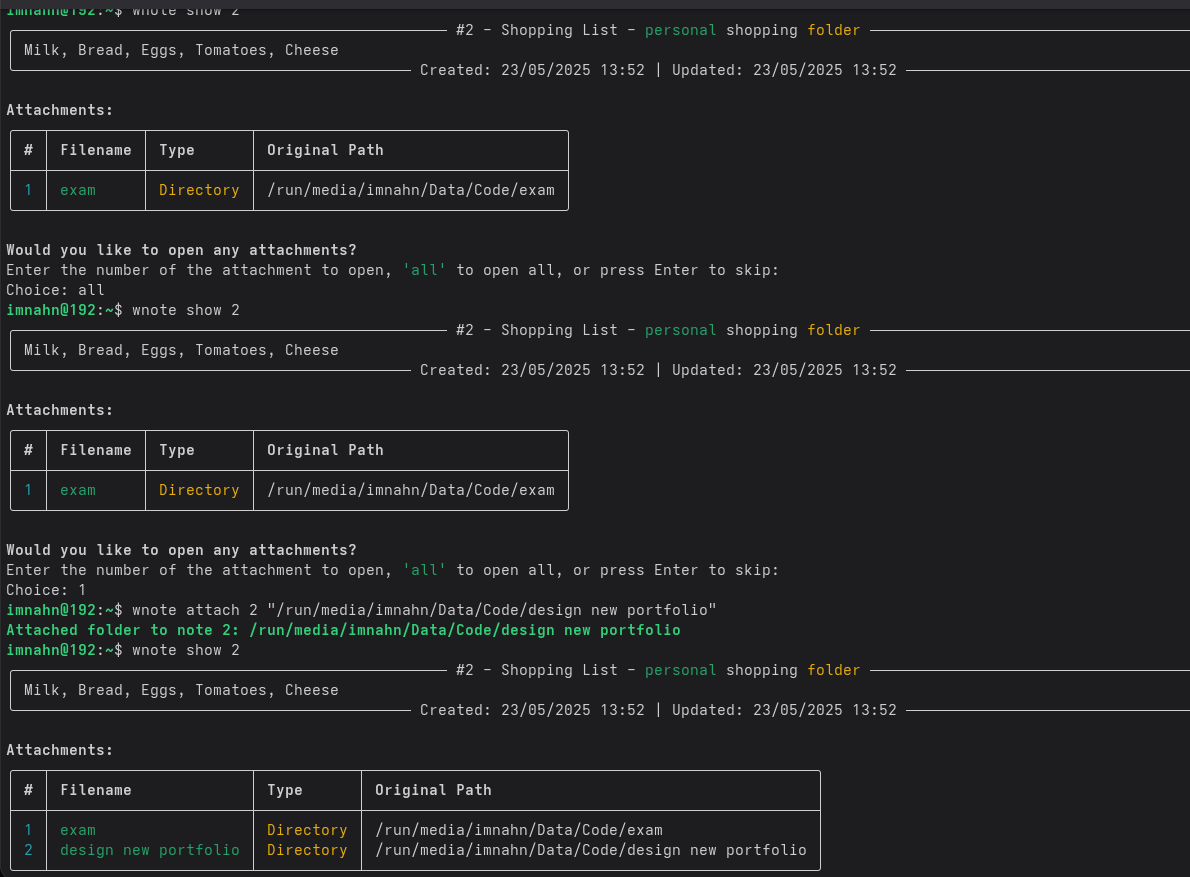 imnahn@192:~$ wnote show 2
#2 - Shopping List - personal shopping folder
Milk, Bread, Eggs, Tomatoes, Cheese
Created: 23/05/2025 13:52 | Updated: 23/05/2025 13:52
Attachments:
# Filename Type Original Path
1 exam Directory /run/media/imnahn/Data/Code/exam
Would you like to open any attachments?
Enter the number of the attachment to open, 'all' to open all, or press Enter to skip:
Choice: all
imnahn@192:~$ wnote show 2
#2 - Shopping List - personal shopping folder
Milk, Bread, Eggs, Tomatoes, Cheese
Created: 23/05/2025 13:52 | Updated: 23/05/2025 13:52
Attachments:
# Filename Type Original Path
1 exam Directory /run/media/imnahn/Data/Code/exam
Would you like to open any attachments?
Enter the number of the attachment to open, 'all' to open all, or press Enter to skip:
Choice: 1
imnahn@192:~$ wnote attach 2 "/run/media/imnahn/Data/Code/design new portfolio"
Attached folder to note 2: /run/media/imnahn/Data/Code/design new portfolio
imnahn@192:~$ wnote show 2
#2 - Shopping List - personal shopping folder
Milk, Bread, Eggs, Tomatoes, Cheese
Created: 23/05/2025 13:52 | Updated: 23/05/2025 13:52
Attachments:
# Filename Type Original Path
1 exam Directory /run/media/imnahn/Data/Code/exam
2 design new portfolio Directory /run/media/imnahn/Data/Code/design new portfolio